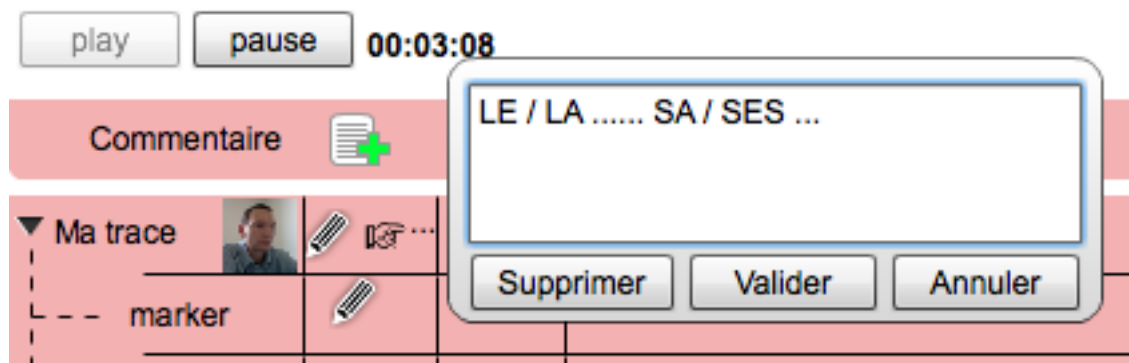 play pause 00:03:08
LE / LA ...... SA / SES ...
Commentaire
Ma trace ...
Supprimer Valider Annuler
marker